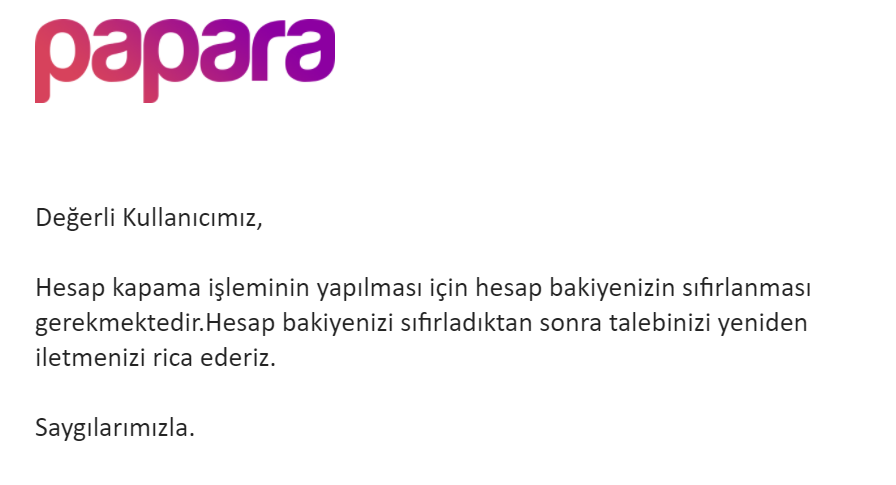 papara
Değerli Kullanıcımız,
Hesap kapama işleminin yapılması için hesap bakiyenizin sıfırlanması
gerekmektedir.Hesap bakiyenizi sıfırladıktan sonra talebinizi yeniden
iletmenizi rica ederiz.
Saygılarımızla.